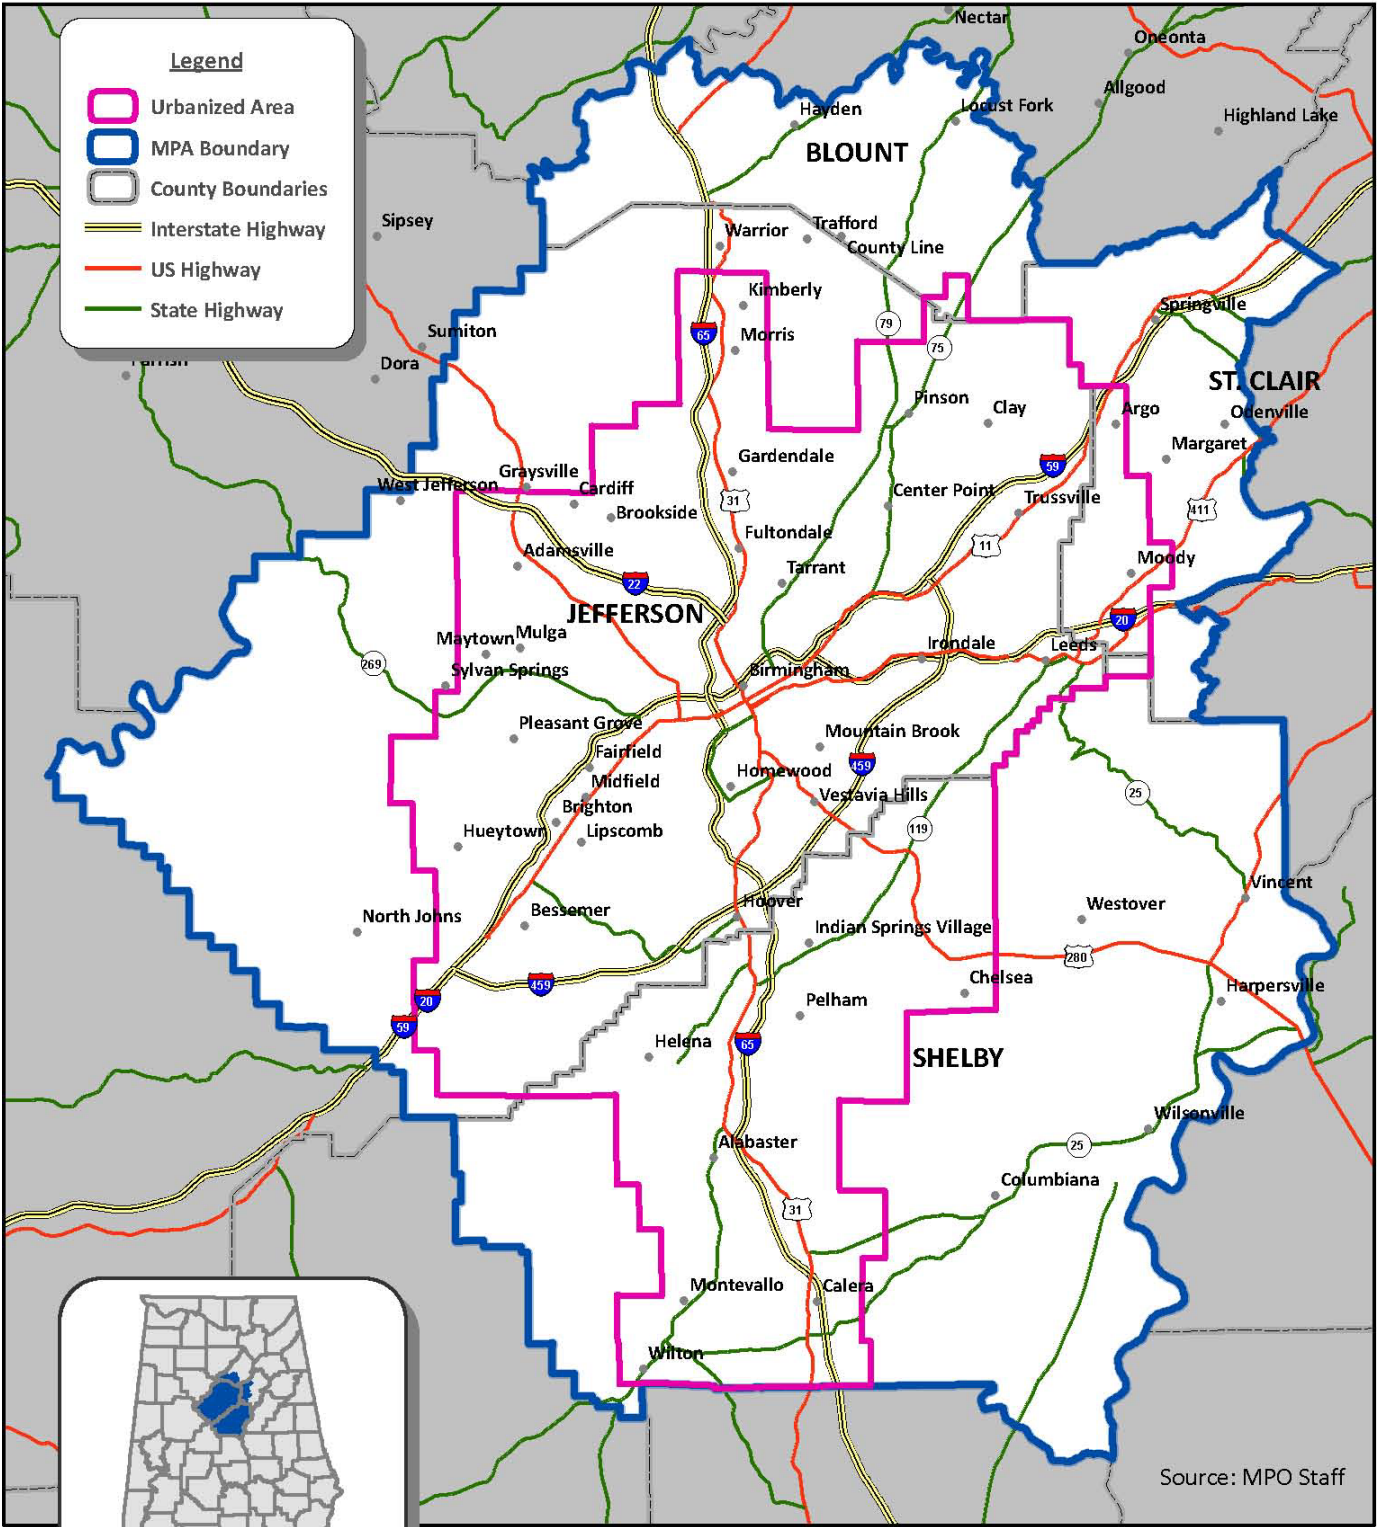 Legend
Urbanized Area
MPA Boundary
County Boundaries
Interstate Highway
US Highway
State Highway
Nectar
Oneonta
Allgood
Highland Lake
Hayden
Locust Fork
BLOUNT
Sipsey
Warrior
Trafford
County Line
Kimberly
Springville
Sumiton
65
Morris
79
75
Dora
ST. CLAIR
Pinson
Clay
Argo
Odenville
Margaret
Gardendale
59
Graysville
West Jefferson
Cardiff
Center Point
Trussville
31
411
Brookside
Fultondale
11
Adamsville
Moody
Tarrant
22
JEFFERSON
20
Maytown
Mulga
Irondale
Leeds
269
Sylvan Springs
Birmingham
Pleasant Grove
Mountain Brook
Fairfield
459
Homewood
Midfield
Vestavia Hills
25
Brighton
Hueytown
Lipscomb
119
Vincent
North Johns
Bessemer
Hoover
Westover
Indian Springs Village
280
Chelsea
459
Harpersville
20
Pelham
59
Helena
65
SHELBY
Wilsonville
Alabaster
25
Columbiana
31
Montevallo
Calera
Wilton
Source: MPO Staff